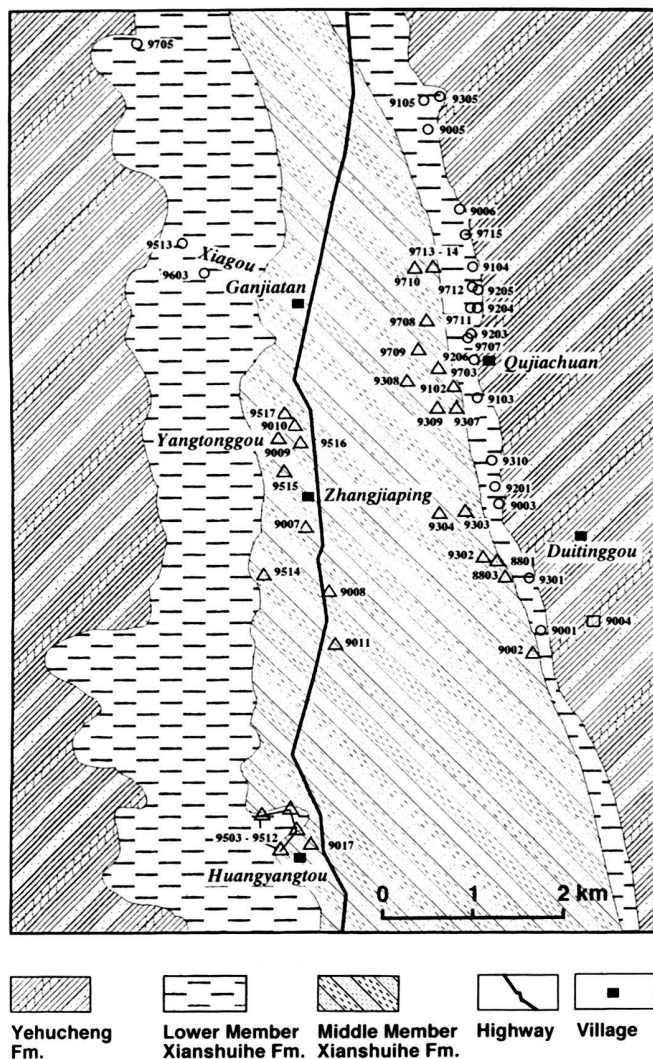 9705
9105
9305
9005
9006
9715
9513
Xiagou
9713 - 14
9104
9603
9710
9712
9205
Ganjiatan
9711
9204
9708
9203
9707
9709
9206
Qujiachuan
9703
9308
9102
9103
9517
9010
9309
9307
Yangtonggou
9516
9009
9310
9515
9201
Zhangjiaping
9003
9304
9303
9007
Duitinggou
9302
8801
9514
8803
9301
9008
9004
9001
9011
9002
9503 - 9512
9017
Huangyangtou
0 1 2 km
Yehucheng
Fm.
Lower Member
Xianshuihe Fm.
Middle Member
Xianshuihe Fm.
Highway
Village